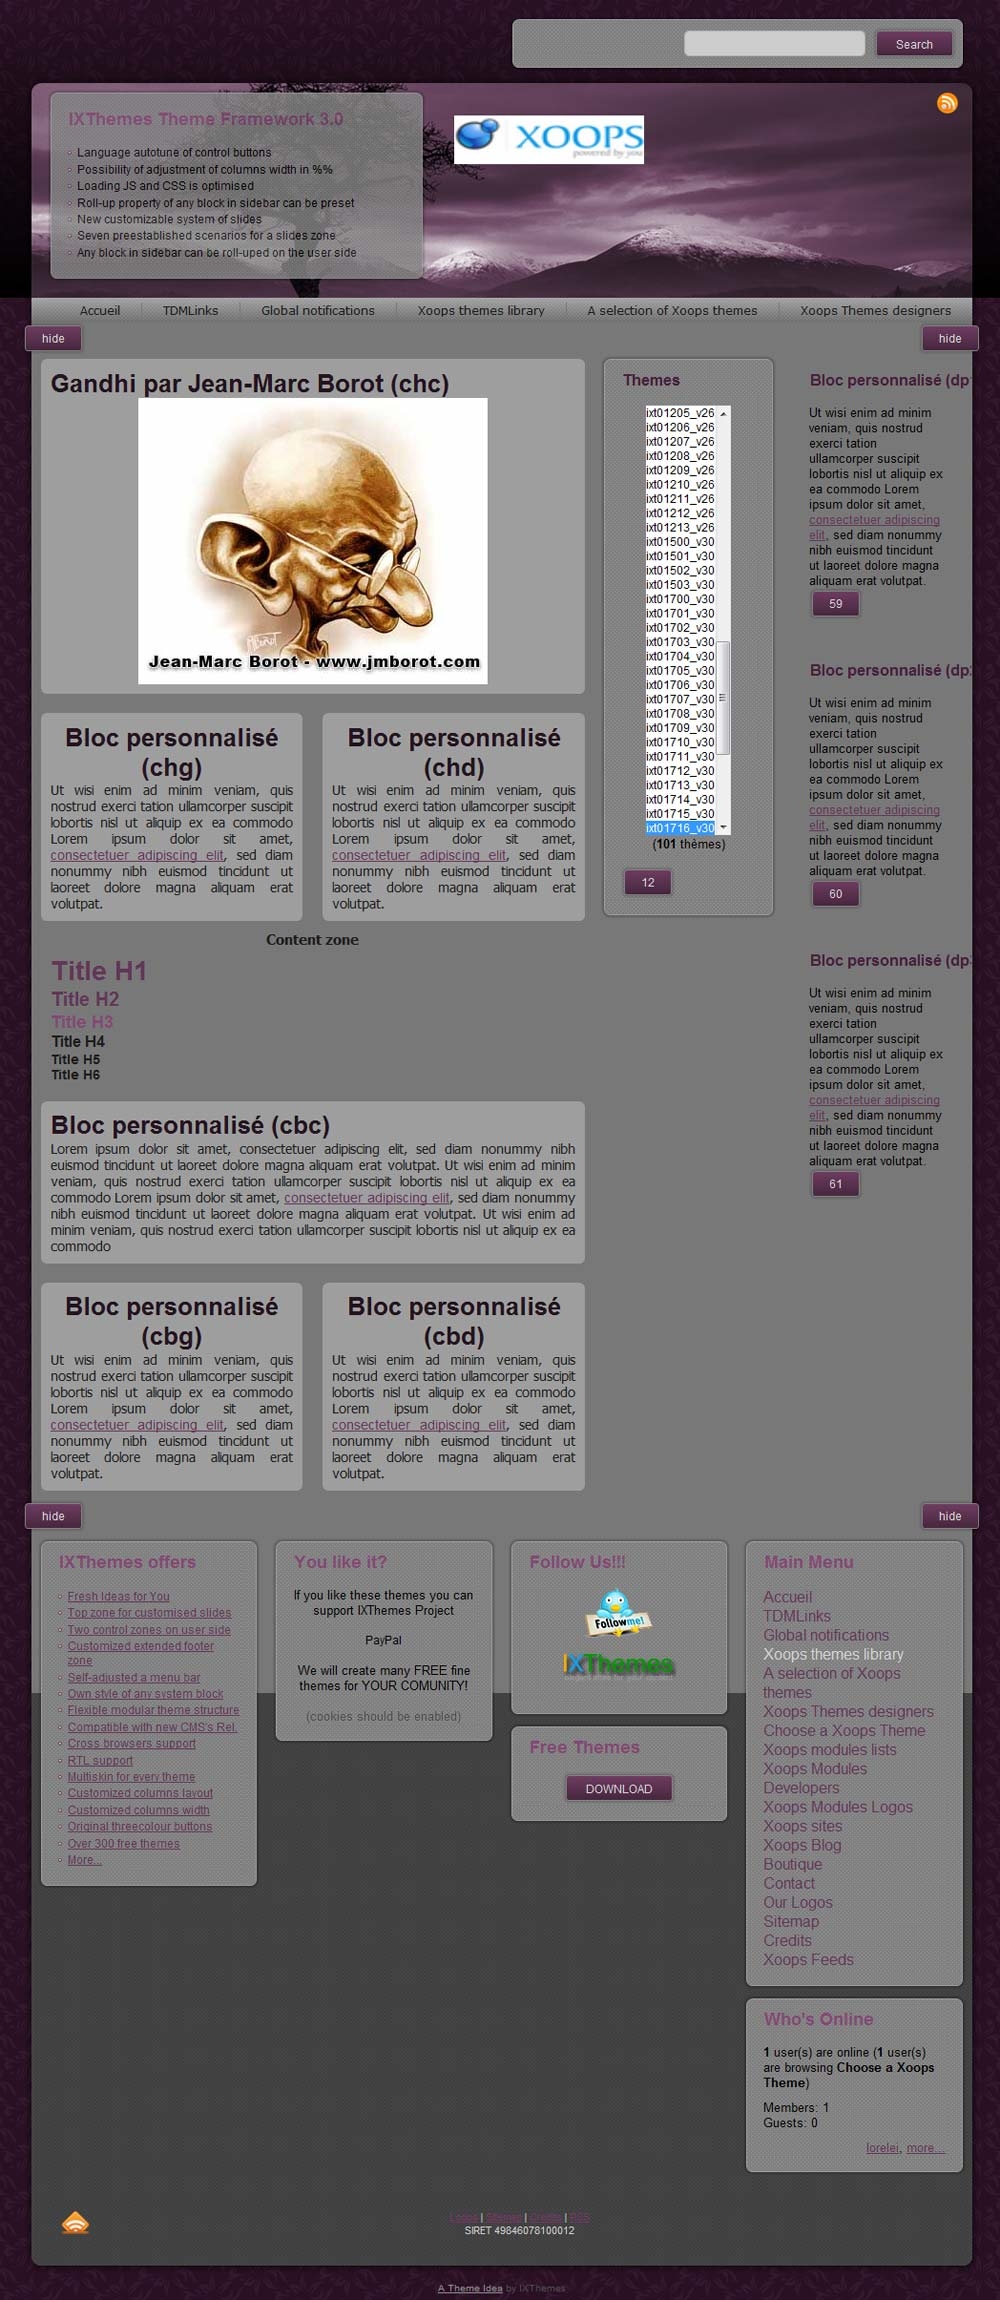 Search
IXThemes Theme Framework 3.0
Language autotune of control buttons
Possibility of adjustment of columns width in %%
Loading JS and CSS is optimised
Roll-up property of any block in sidebar can be preset
New customizable system of slides
Seven preestablished scenarios for a slides zone
Any block in sidebar can be roll-uped on the user side
XOOPS
powered by you
Accueil TDMLinks Global notifications Xoops themes library A selection of Xoops themes Xoops Themes designers
hide hide
Gandhi par Jean-Marc Borot (chc)
Jean-Marc Borot - www.jmborot.com
Bloc personnalisé
(chg)
Ut wisi enim ad minim veniam, quis
nostrud exerci tation ullamcorper suscipit
lobortis nisl ut aliquip ex ea commodo
Lorem ipsum dolor sit amet,
consectetuer adipiscing elit, sed diam
nonummy nibh euismod tincidunt ut
laoreet dolore magna aliquam erat
volutpat.
Bloc personnalisé
(chd)
Ut wisi enim ad minim veniam, quis
nostrud exerci tation ullamcorper suscipit
lobortis nisl ut aliquip ex ea commodo
Lorem ipsum dolor sit amet,
consectetuer adipiscing elit, sed diam
nonummy nibh euismod tincidunt ut
laoreet dolore magna aliquam erat
volutpat.
Content zone
Title H1
Title H2
Title H3
Title H4
Title H5
Title H6
Bloc personnalisé (cbc)
Lorem ipsum dolor sit amet, consectetuer adipiscing elit, sed diam nonummy nibh
euismod tincidunt ut laoreet dolore magna aliquam erat volutpat. Ut wisi enim ad minim
veniam, quis nostrud exerci tation ullamcorper suscipit lobortis nisl ut aliquip ex ea
commodo Lorem ipsum dolor sit amet, consectetuer adipiscing elit, sed diam nonummy
nibh euismod tincidunt ut laoreet dolore magna aliquam erat volutpat. Ut wisi enim ad
minim veniam, quis nostrud exerci tation ullamcorper suscipit lobortis nisl ut aliquip ex ea
commodo
Bloc personnalisé
(cbg)
Ut wisi enim ad minim veniam, quis
nostrud exerci tation ullamcorper suscipit
lobortis nisl ut aliquip ex ea commodo
Lorem ipsum dolor sit amet,
consectetuer adipiscing elit, sed diam
nonummy nibh euismod tincidunt ut
laoreet dolore magna aliquam erat
volutpat.
Bloc personnalisé
(cbd)
Ut wisi enim ad minim veniam, quis
nostrud exerci tation ullamcorper suscipit
lobortis nisl ut aliquip ex ea commodo
Lorem ipsum dolor sit amet,
consectetuer adipiscing elit, sed diam
nonummy nibh euismod tincidunt ut
laoreet dolore magna aliquam erat
volutpat.
Themes
ixt01205_v26
ixt01206_v26
ixt01207_v26
ixt01208_v26
ixt01209_v26
ixt01210_v26
ixt01211_v26
ixt01212_v26
ixt01213_v26
ixt01500_v30
ixt01501_v30
ixt01502_v30
ixt01503_v30
ixt01700_v30
ixt01701_v30
ixt01702_v30
ixt01703_v30
ixt01704_v30
ixt01705_v30
ixt01706_v30
ixt01707_v30
ixt01708_v30
ixt01709_v30
ixt01710_v30
ixt01711_v30
ixt01712_v30
ixt01713_v30
ixt01714_v30
ixt01715_v30
ixt01716_v30
(101 thèmes)
12
Bloc personnalisé (dp
Ut wisi enim ad minim
veniam, quis nostrud
exerci tation
ullamcorper suscipit
lobortis nisl ut aliquip ex
ea commodo Lorem
ipsum dolor sit amet,
consectetuer adipiscing
elit, sed diam nonummy
nibh euismod tincidunt
ut laoreet dolore magna
aliquam erat volutpat.
59
Bloc personnalisé (dp
Ut wisi enim ad minim
veniam, quis nostrud
exerci tation
ullamcorper suscipit
lobortis nisl ut aliquip ex
ea commodo Lorem
ipsum dolor sit amet,
consectetuer adipiscing
elit, sed diam nonummy
nibh euismod tincidunt
ut laoreet dolore magna
aliquam erat volutpat.
60
Bloc personnalisé (dp
Ut wisi enim ad minim
veniam, quis nostrud
exerci tation
ullamcorper suscipit
lobortis nisl ut aliquip ex
ea commodo Lorem
ipsum dolor sit amet,
consectetuer adipiscing
elit, sed diam nonummy
nibh euismod tincidunt
ut laoreet dolore magna
aliquam erat volutpat.
61
hide hide
IXThemes offers
Fresh Ideas for You
Top zone for customised slides
Two control zones on user side
Customized extended footer
zone
Self-adjusted a menu bar
Own style of any system block
Flexible modular theme structure
Compatible with new CMS's Rel.
Cross browsers support
RTL support
Multiskin for every theme
Customized columns layout
Customized columns width
Original threecolour buttons
Over 300 free themes
More...
You like it?
If you like these themes you can
support IXThemes Project
PayPal
We will create many FREE fine
themes for YOUR COMUNITY!
(cookies should be enabled)
Follow Us!!!
Followme!
IXThemes
Free Themes
DOWNLOAD
Main Menu
Accueil
TDMLinks
Global notifications
Xoops themes library
A selection of Xoops
themes
Xoops Themes designers
Choose a Xoops Theme
Xoops modules lists
Xoops Modules
Developers
Xoops Modules Logos
Xoops sites
Xoops Blog
Boutique
Contact
Our Logos
Sitemap
Credits
Xoops Feeds
Who's Online
1 user(s) are online (1 user(s)
are browsing Choose a Xoops
Theme)
Members: 1
Guests: 0
lorelei, more...
Logos | Sitemap | Credits | RSS
SIRET 49846078100012
A Theme Idea by IXThemes